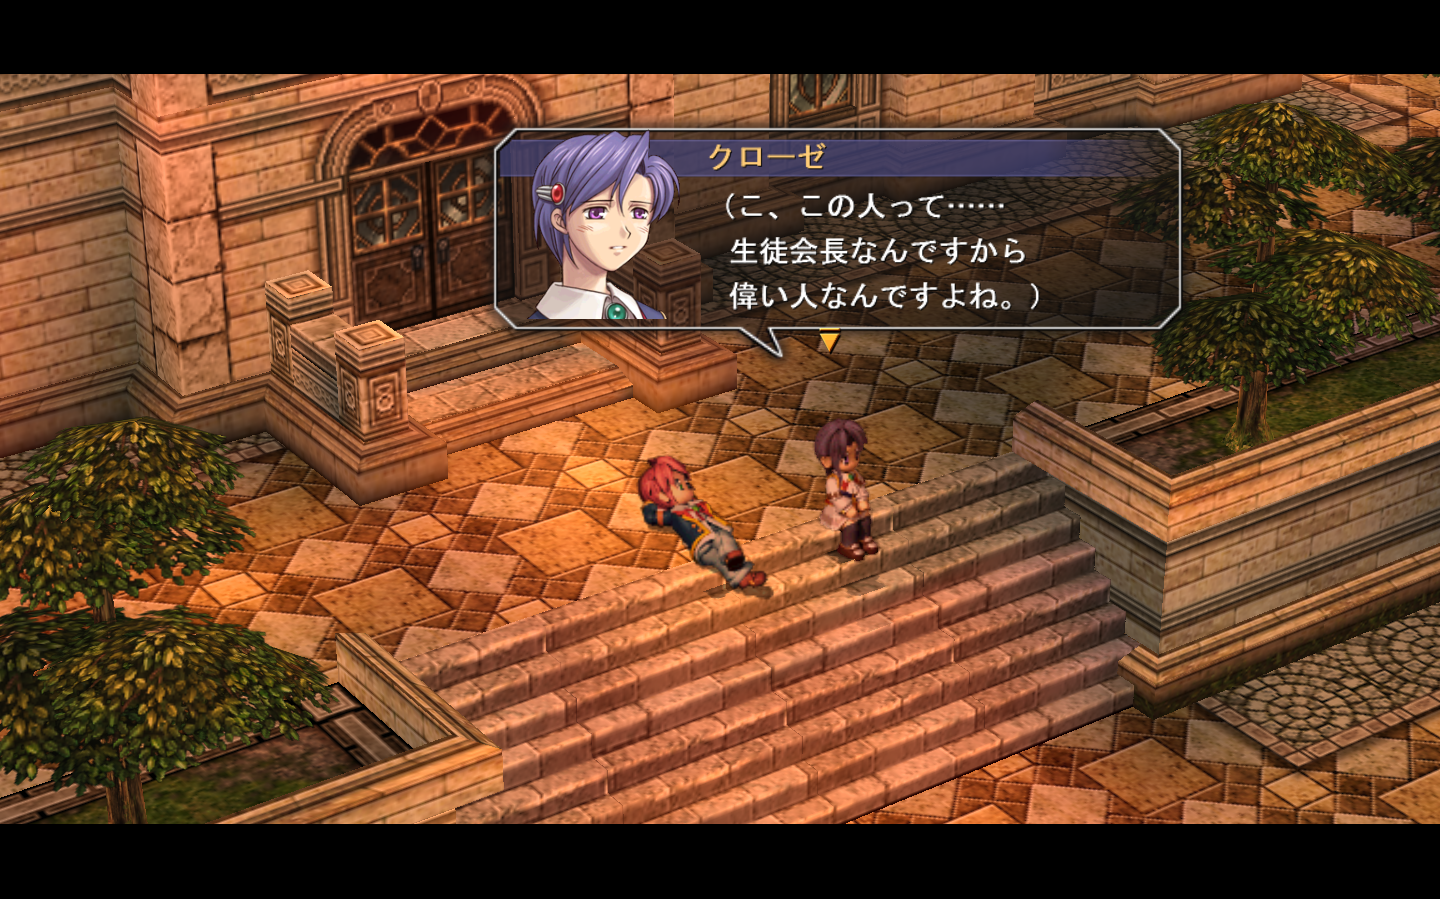 クローゼ
（こ、この人って……
生徒会長なんですから
偉い人なんですよね。）